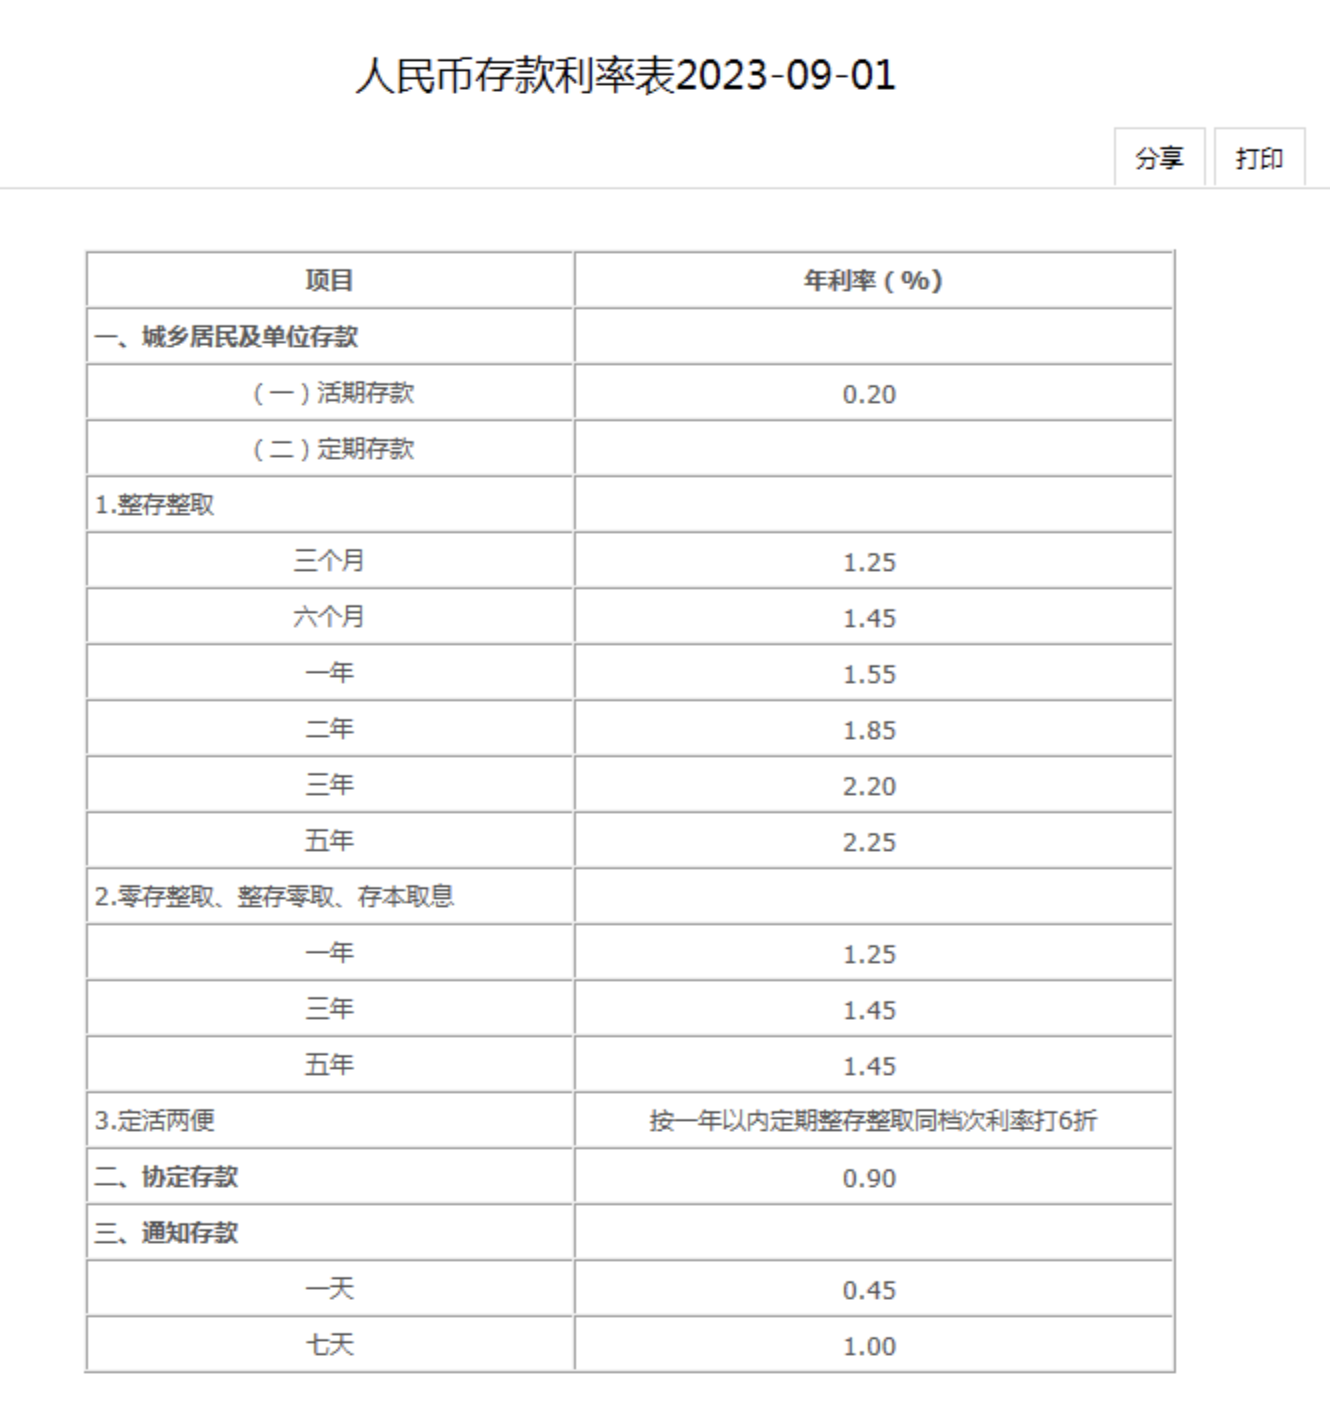 人民币存款利率表2023-09-01
分享 打印
项目 年利率（%）
一、城乡居民及单位存款
（一）活期存款 0.20
（二）定期存款
1.整存整取
三个月 1.25
六个月 1.45
一年 1.55
二年 1.85
三年 2.20
五年 2.25
2.零存整取、整存零取、存本取息
一年 1.25
三年 1.45
五年 1.45
3.定活两便 按一年以内定期整存整取同档次利率打6折
二、协定存款 0.90
三、通知存款
一天 0.45
七天 1.00